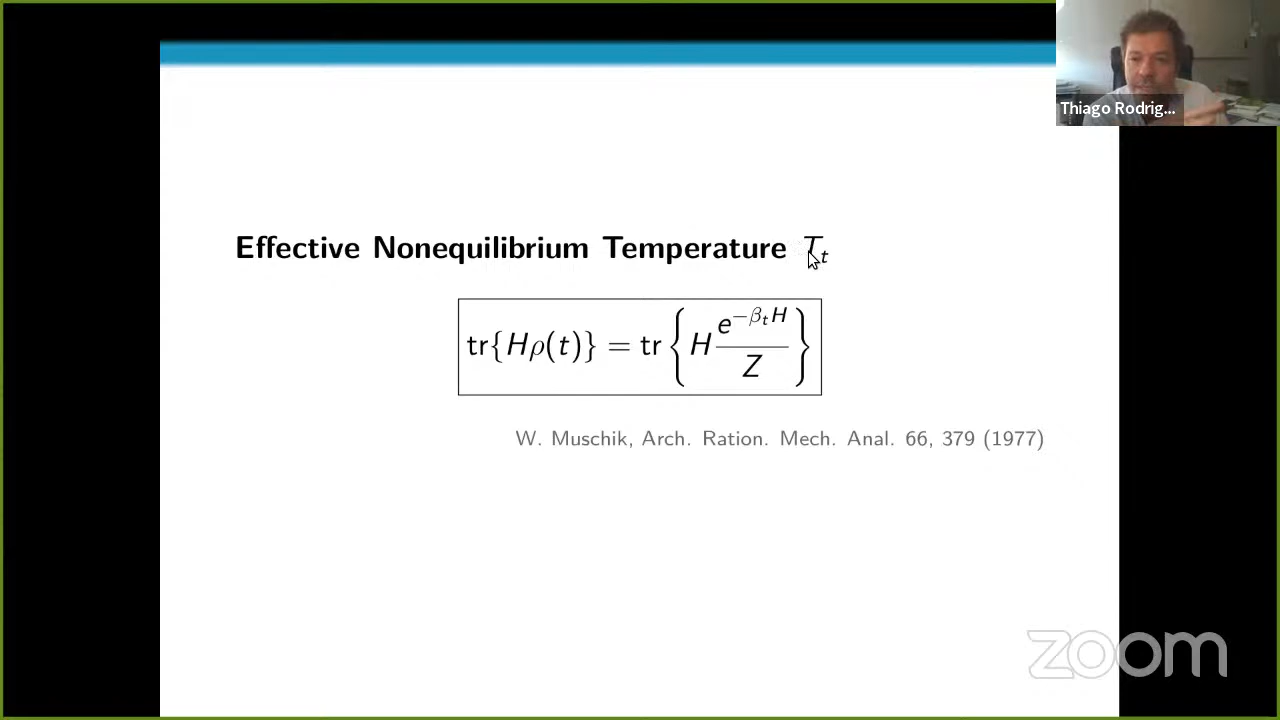 Thiago Rodrig...
Effective Nonequilibrium Temperature T_t
tr{Hρ(t)} = tr{H e^{-β_t H}/Z}
W. Muschik, Arch. Ration. Mech. Anal. 66, 379 (1977)
zoom